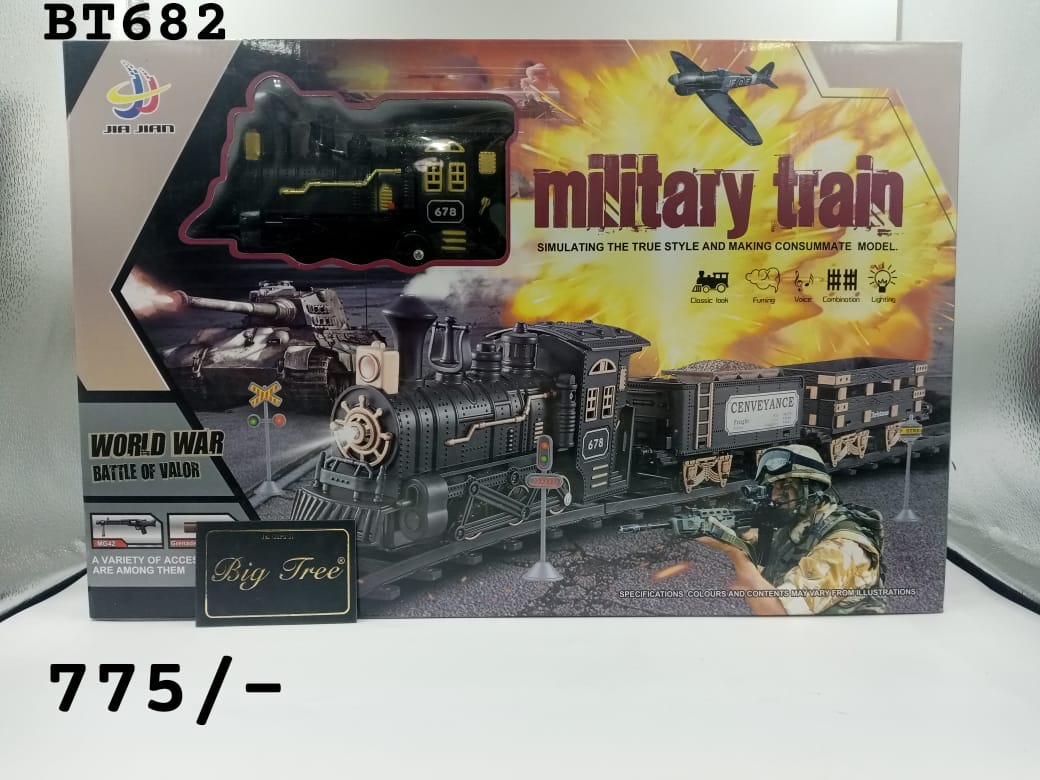 BT682
JIA JIAN
678
military train
SIMULATING THE TRUE STYLE AND MAKING CONSUMMATE MODEL.
Classic look
Fuming
Voice
Combination
Lighting
CENVEYANCE
Freight
678
WORLD WAR
BATTLE OF VALOR
MG42
Grenade
A VARIETY OF ACCES
ARE AMONG THEM
Big Tree®
SPECIFICATIONS COLOURS AND CONTENTS MAY VARY FROM ILLUSTRATIONS
775/-